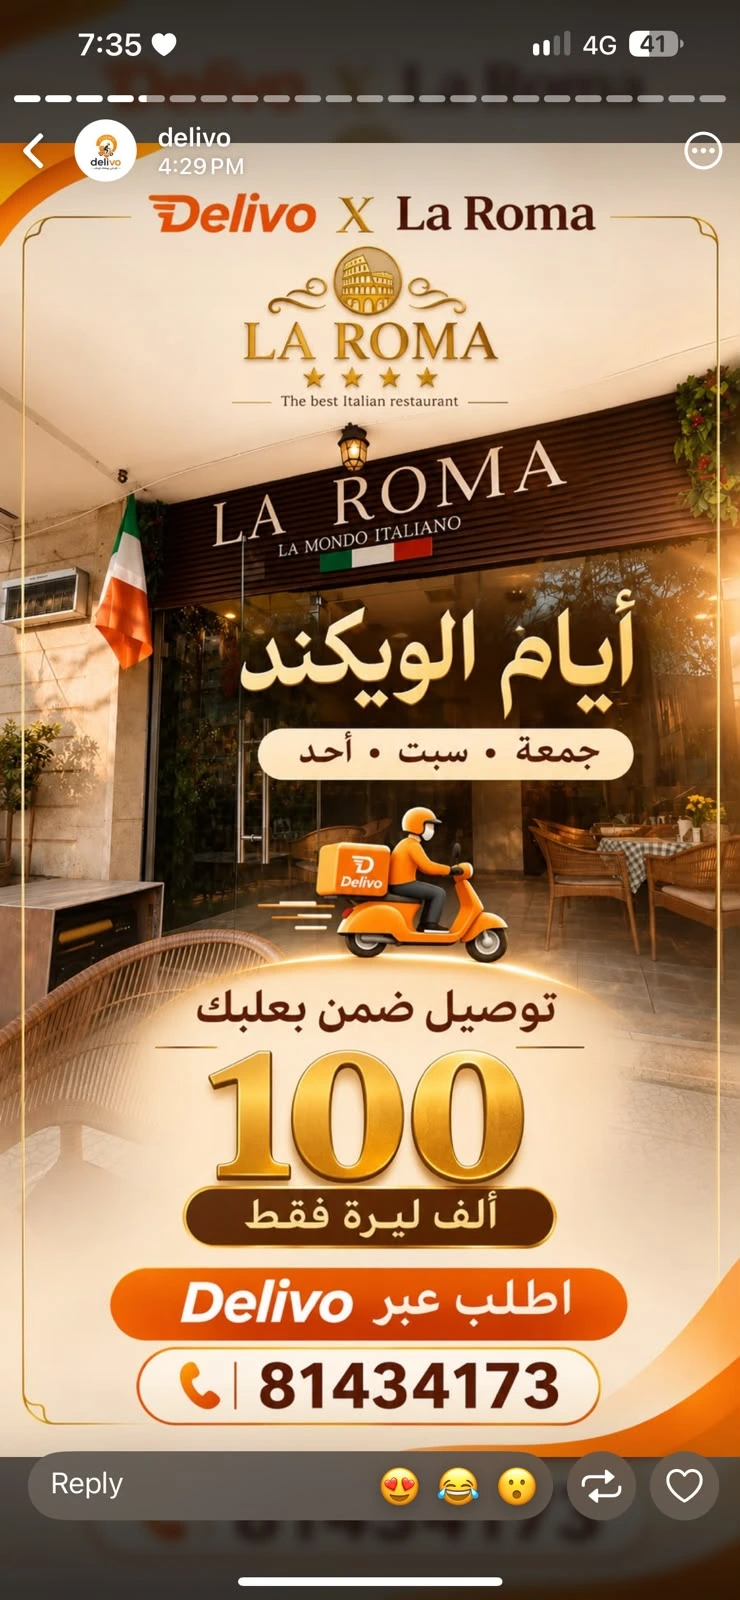 7:35
4G 41
delivo
4:29 PM
delivo
Delivo X La Roma
LA ROMA
The best Italian restaurant
LA ROMA
LA MONDO ITALIANO
أيام الويكند
جمعة • سبت • أحد
D
Delivo
توصيل ضمن بعلبك
100
ألف ليرة فقط
اطلب عبر Delivo
81434173
Reply